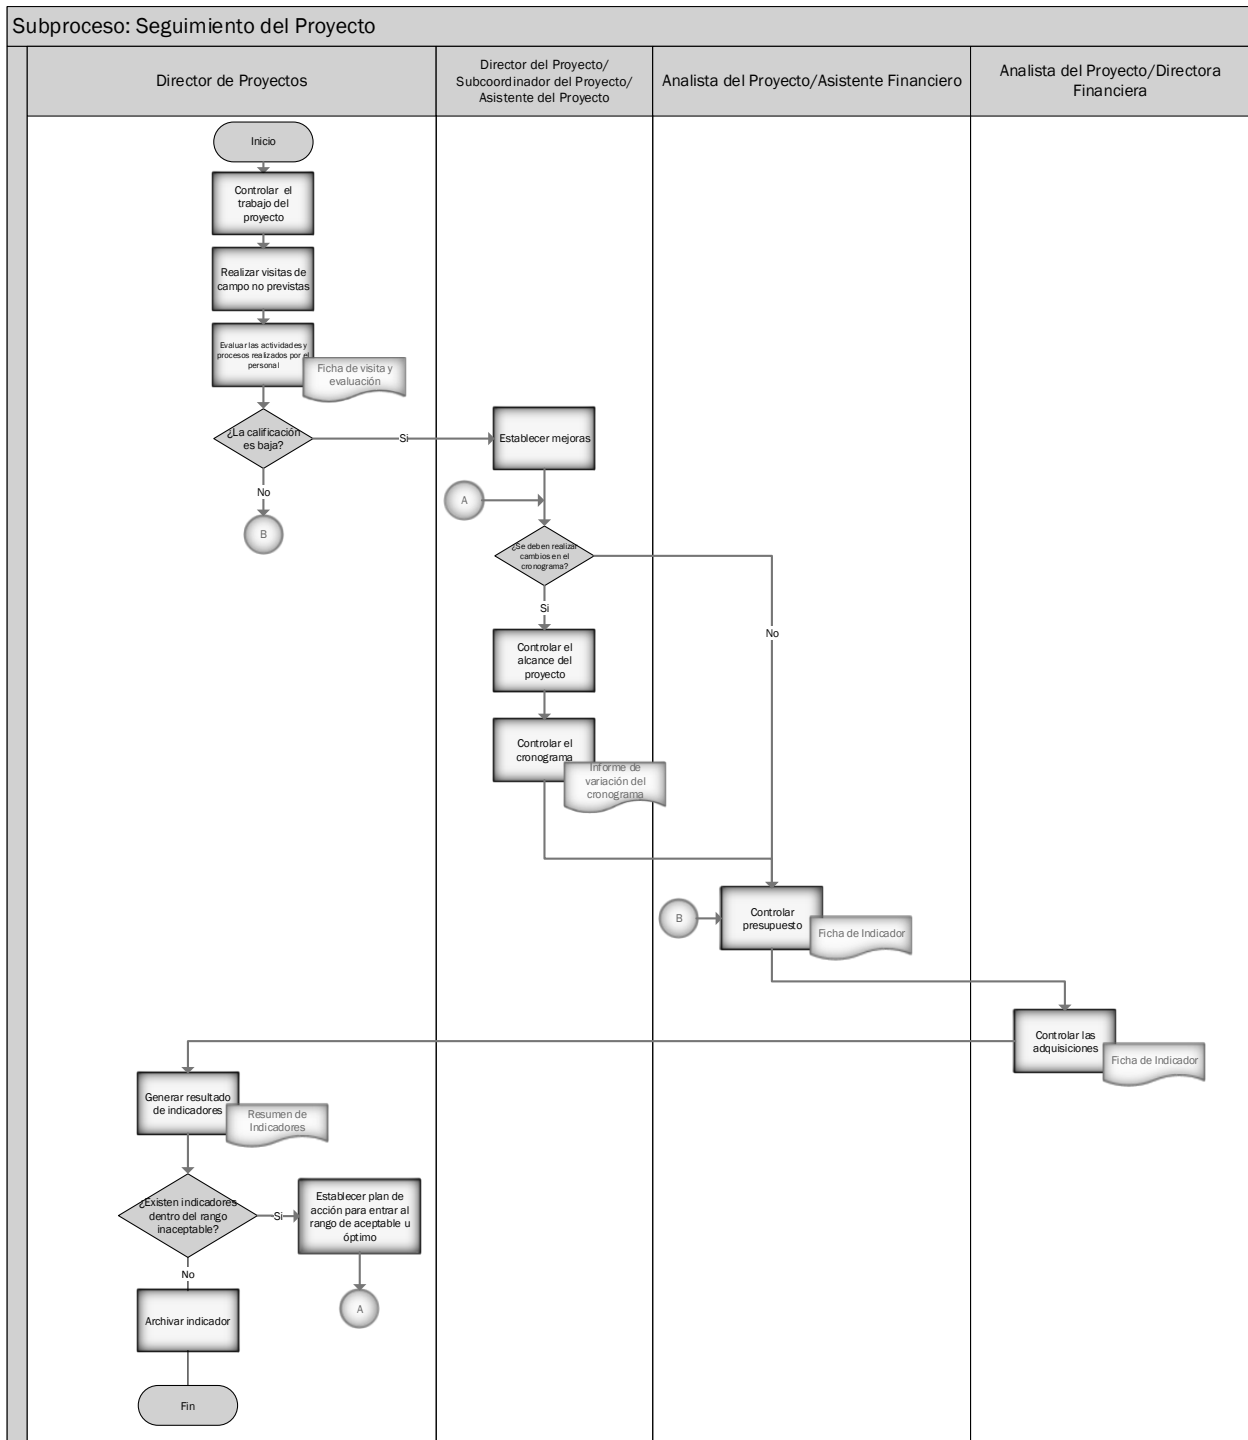 Subproceso: Seguimiento del Proyecto
Director de Proyectos
Director del Proyecto/
Subcoordinador del Proyecto/
Asistente del Proyecto
Analista del Proyecto/Asistente Financiero
Analista del Proyecto/Directora
Financiera
Inicio
Controlar el
trabajo del
proyecto
Realizar visitas de
campo no previstas
Evaluar las actividades y
procesos realizados por el
personal
Ficha de visita y
evaluación
¿La calificación
es baja?
Si
No
B
Establecer mejoras
A
¿Se deben realizar
cambios en el
cronograma?
Si
No
Controlar el
alcance del
proyecto
Controlar el
cronograma
Informe de
variación del
cronograma
B
Controlar
presupuesto
Ficha de Indicador
Controlar las
adquisiciones
Ficha de Indicador
Generar resultado
de indicadores
Resumen de
Indicadores
¿Existen indicadores
dentro del rango
inaceptable?
Si
Establecer plan de
acción para entrar al
rango de aceptable u
óptimo
No
A
Archivar indicador
Fin